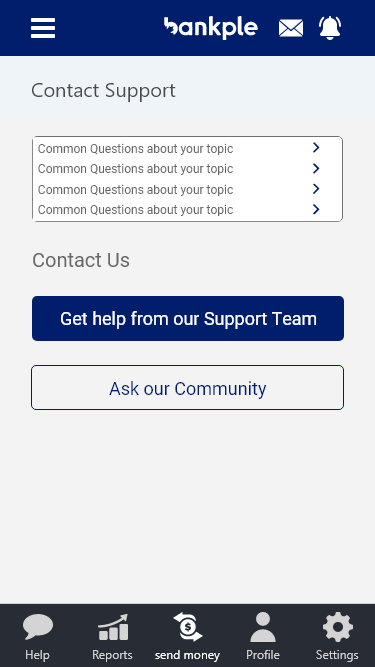 bankple
Contact Support
Common Questions about your topic
Common Questions about your topic
Common Questions about your topic
Common Questions about your topic
Contact Us
Get help from our Support Team
Ask our Community
Help Reports send money Profile Settings